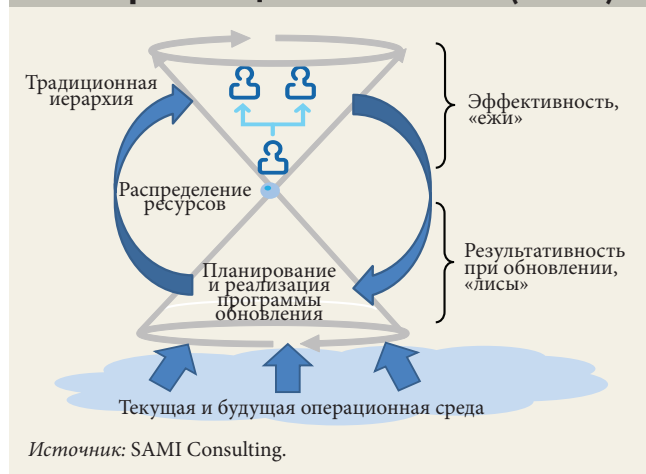 Традиционная
иерархия
Эффективность,
«ежи»
Распределение
ресурсов
Результативность
при обновлении,
«лисы»
Планирование
и реализация
программы
обновления
Текущая и будущая операционная среда
Источник: SAMI Consulting.